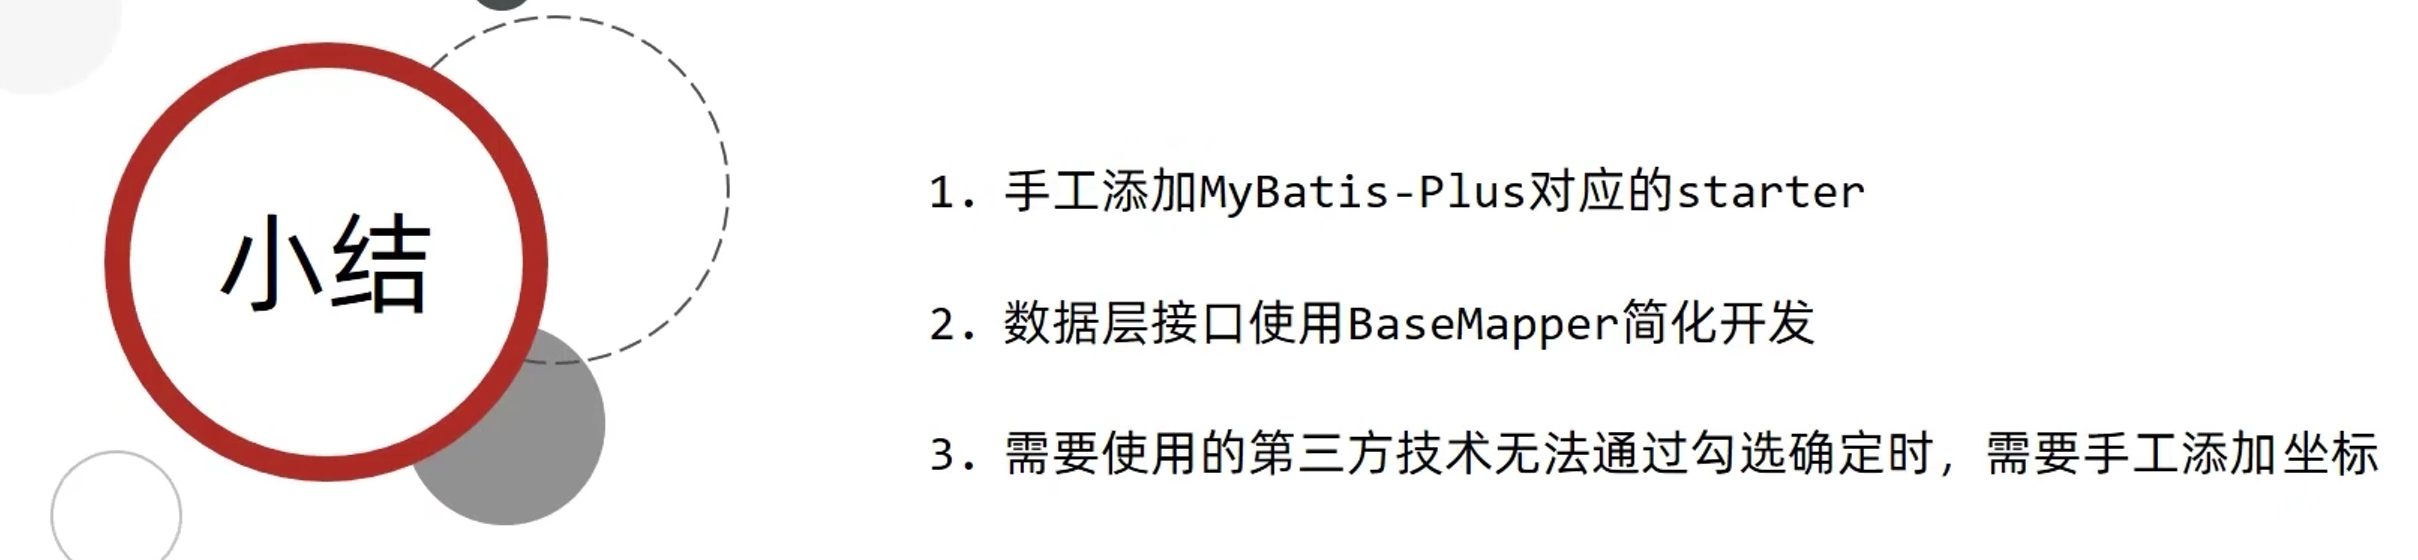 小结
1. 手工添加MyBatis-Plus对应的starter
2. 数据层接口使用BaseMapper简化开发
3. 需要使用的第三方技术无法通过勾选确定时，需要手工添加坐标